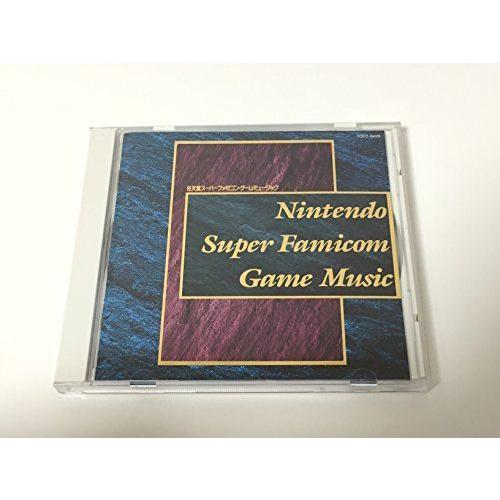 任天堂スーパーファミコンゲームミュージック
Nintendo
Super Famicom
Game Music